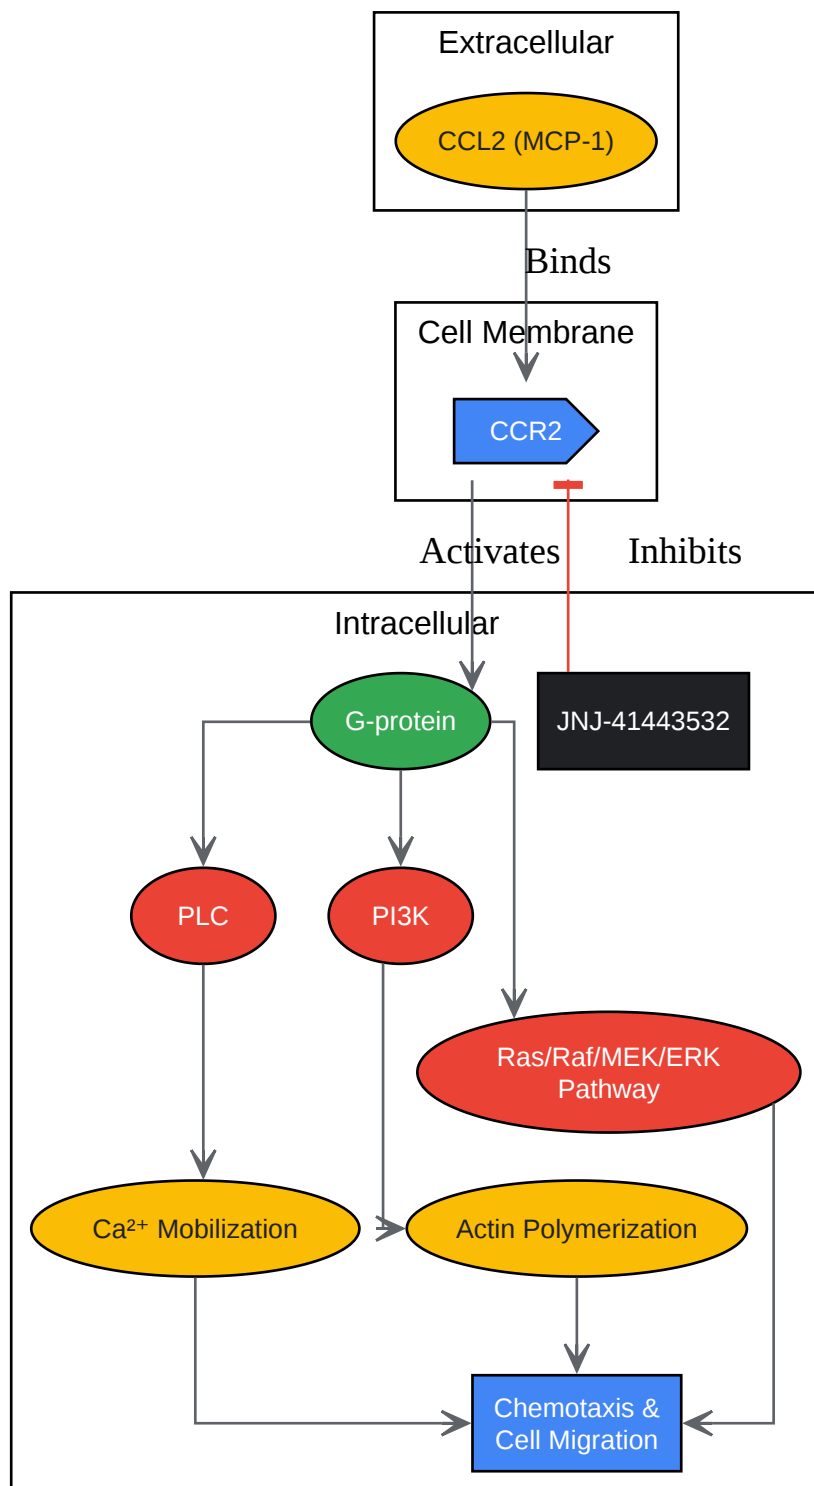 Extracellular
CCL2 (MCP-1)
Binds
Cell Membrane
CCR2
Activates
Inhibits
Intracellular
G-protein
JNJ-41443532
PLC
PI3K
Ras/Raf/MEK/ERK
Pathway
Ca²⁺ Mobilization
Actin Polymerization
Chemotaxis &
Cell Migration